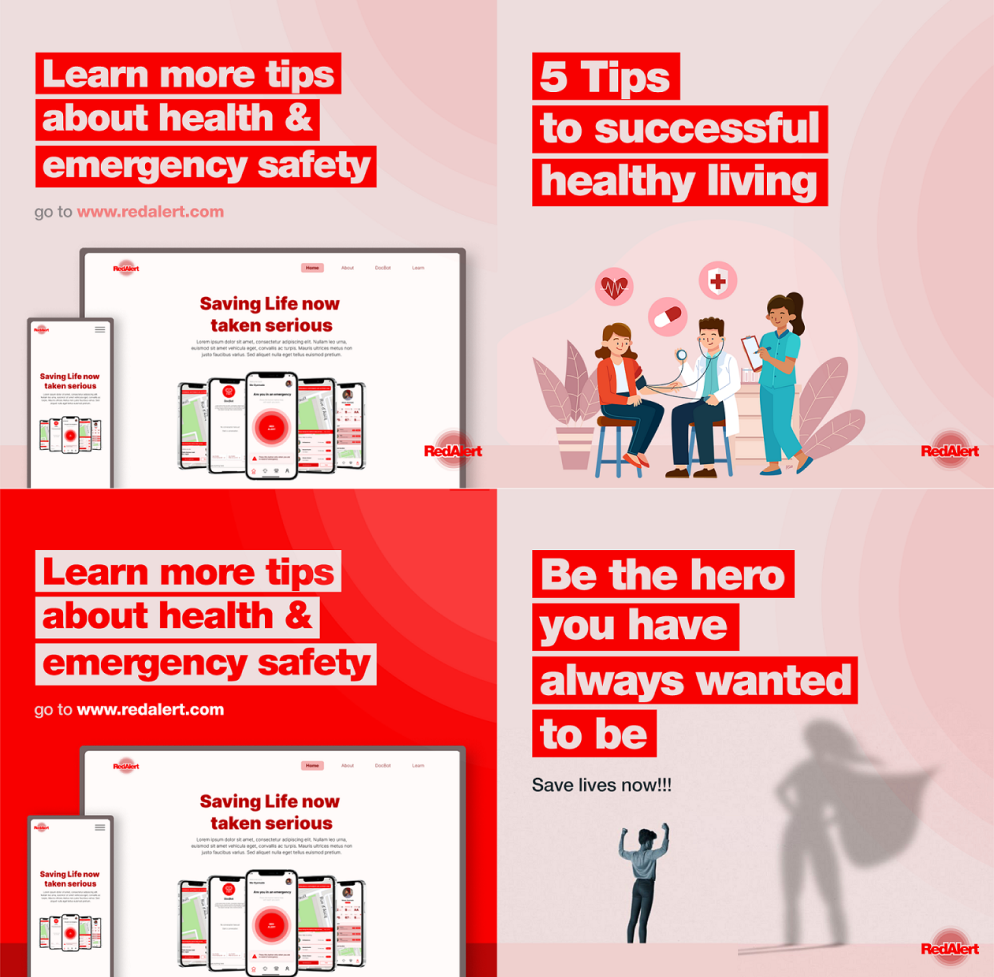 Learn more tips
about health &
emergency safety
go to www.redalert.com
RedAlert
Home About DocBot Learn
Saving Life now
taken serious
Lorem ipsum dolor sit amet, consectetur adipiscing elit. Nullam leo urna,
euismod sit amet vehicula eget, convallis ac turpis. Mauris ultrices metus non
justo faucibus varius. Sed aliquet nulla tellus euismod pretium.
Are you in an emergency
RedAlert
Saving Life now
taken serious
RedAlert
5 Tips
to successful
healthy living
RedAlert
Learn more tips
about health &
emergency safety
go to www.redalert.com
RedAlert
Home About DocBot Learn
Saving Life now
taken serious
Lorem ipsum dolor sit amet, consectetur adipiscing elit. Nullam leo urna,
euismod sit amet vehicula eget, convallis ac turpis. Mauris ultrices metus non
justo faucibus varius. Sed aliquet nulla tellus euismod pretium.
Are you in an emergency
RedAlert
Saving Life now
taken serious
Be the hero
you have
always wanted
to be
Save lives now!!!
RedAlert